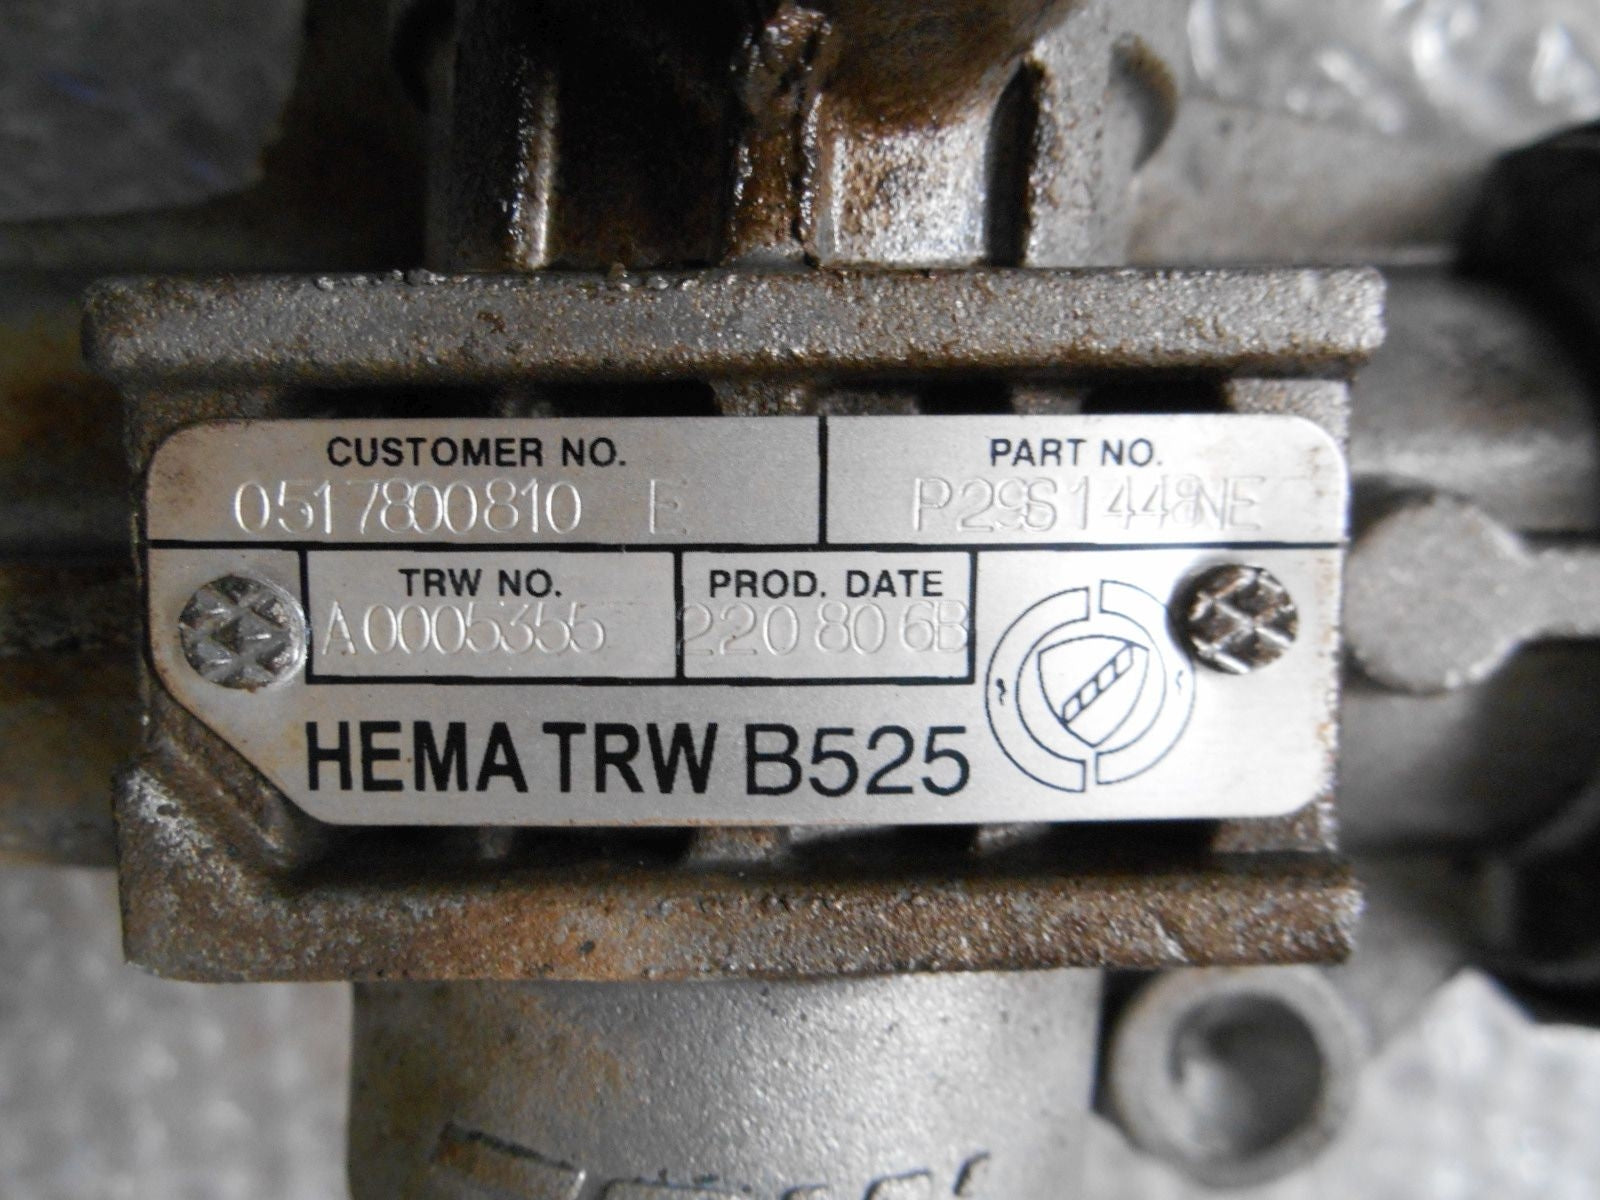 CUSTOMER NO. PART NO.
0517800810 E P29S1448NE
TRW NO. PROD. DATE
A0005355 220806B
HEMA TRW B525